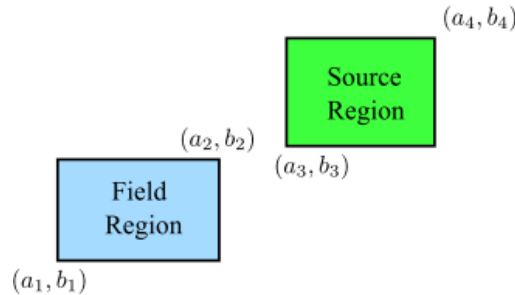 (a₄, b₄)
Source
Region
(a₂, b₂)
(a₃, b₃)
Field
Region
(a₁, b₁)